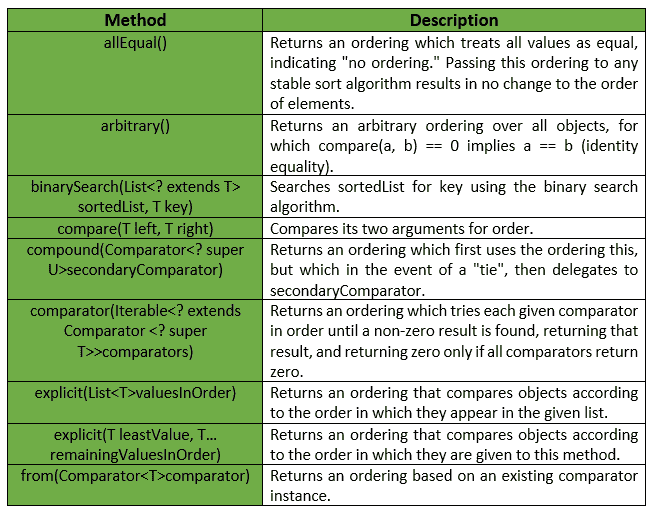 Method Description
allEqual() Returns an ordering which treats all values as equal,
indicating "no ordering." Passing this ordering to any
stable sort algorithm results in no change to the order
of elements.
arbitrary() Returns an arbitrary ordering over all objects, for
which compare(a, b) == 0 implies a == b (identity
equality).
binarySearch(List<? extends T> Searches sortedList for key using the binary search
sortedList, T key) algorithm.
compare(T left, T right) Compares its two arguments for order.
compound(Comparator<? super Returns an ordering which first uses the ordering this,
U>secondaryComparator) but which in the event of a "tie", then delegates to
secondaryComparator.
comparator(Iterable<? extends Returns an ordering which tries each given comparator
Comparator <? super in order until a non-zero result is found, returning that
T>>comparators) result, and returning zero only if all comparators return
zero.
explicit(List<T>valuesInOrder) Returns an ordering that compares objects according
to the order in which they appear in the given list.
explicit(T leastValue, T... Returns an ordering that compares objects according
remainingValuesInOrder) to the order in which they are given to this method.
from(Comparator<T>comparator) Returns an ordering based on an existing comparator
instance.